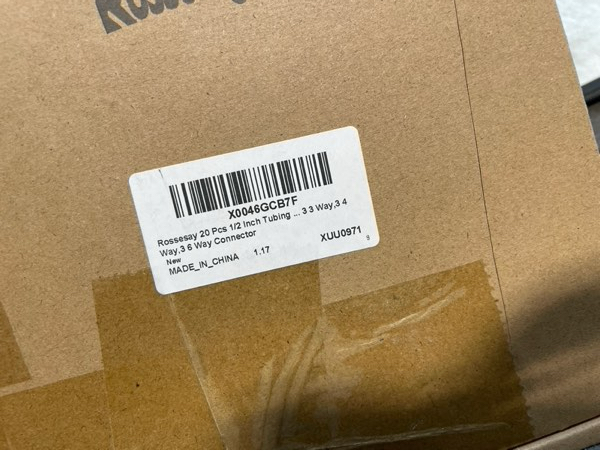 X0046GCB7F
Rossesay 20 Pcs 1/2 Inch Tubing ... 3 3 Way,3 4
Way,3 6 Way Connector
New
MADE_IN_CHINA 1.17 XUU0971
9